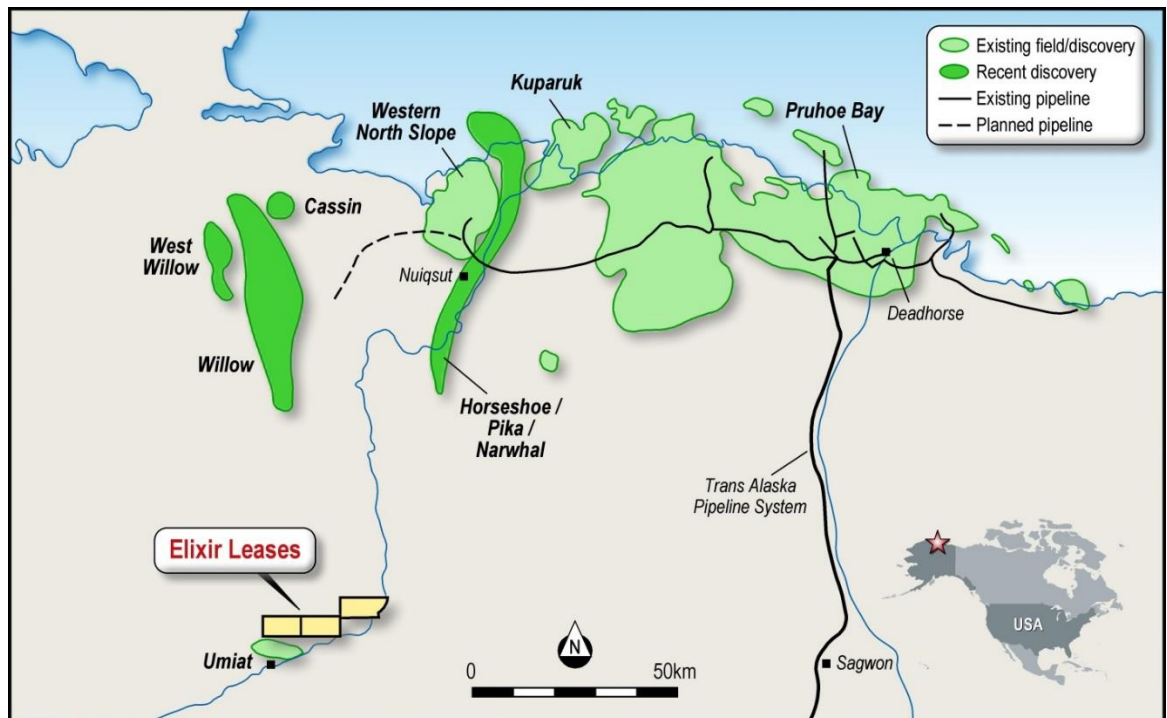 Existing field/discovery
Recent discovery
Existing pipeline
Planned pipeline
Kuparuk
Western
North Slope
Pruhoe Bay
Cassin
West
Willow
Nuiqsut
Deadhorse
Willow
Horseshoe /
Pika /
Narwhal
Trans Alaska
Pipeline System
Elixir Leases
USA
N
Umiat
0
50km
Sagwon